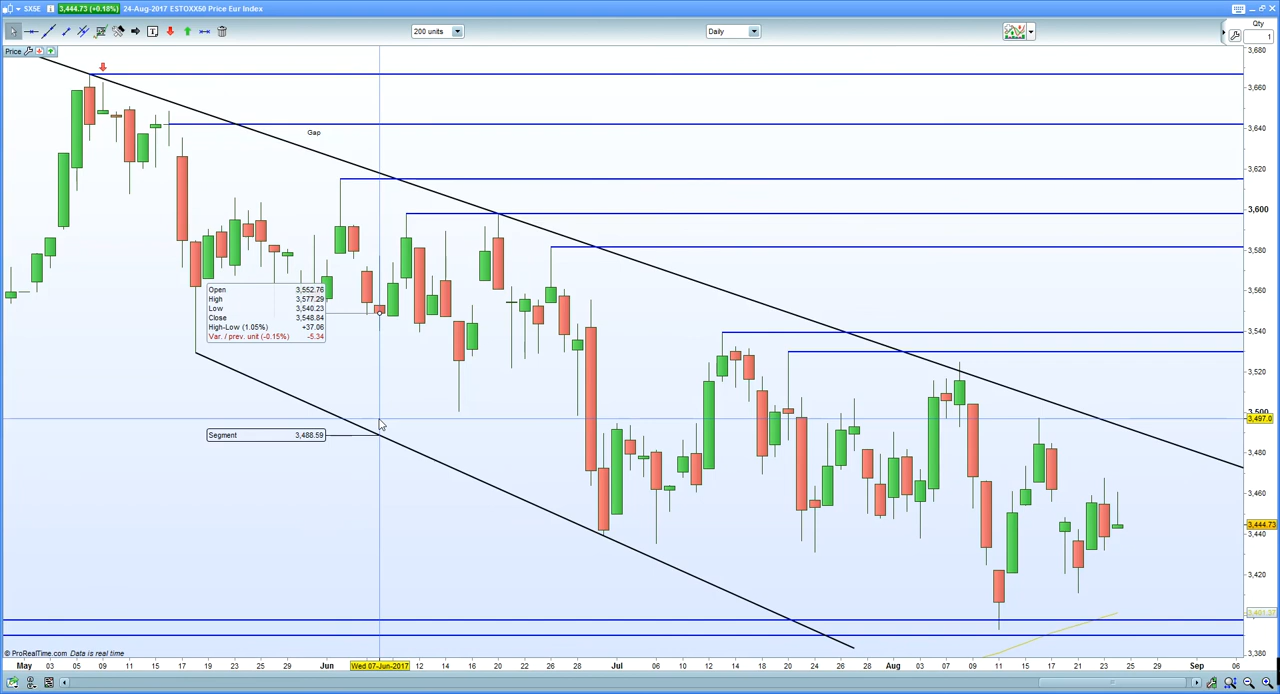 SX5E 3,444.73 (+0.18%) 24-Aug-2017 ESTOXX50 Price Eur Index
200 units Daily Qty
1
Price
3,680
3,660
3,640
Gap
3,620
3,600
3,580
3,560
Open 3,552.76
High 3,577.29
Low 3,540.23
Close 3,548.84
High-Low (1.05%) +37.06
Var. / prev. unit (-0.15%) -5.34
3,520
3,500
3,497.0
Segment 3,488.59
3,480
3,460
3,444.73
3,440
3,420
3,401.37
3,380
© ProRealTime.com Data is real time
May 03 05 09 11 15 17 19 23 25 29 Jun Wed 07-Jun-2017 12 14 16 20 22 26 28 Jul 06 10 12 14 18 20 24 26 28 Aug 03 07 09 11 15 17 21 23 25 29 Sep 06